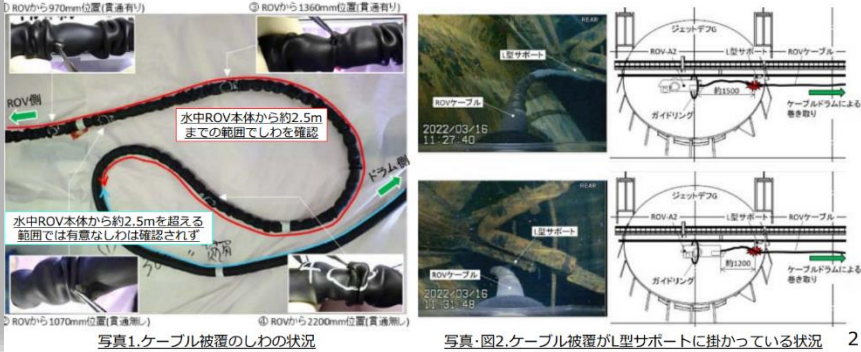 ① ROVから970mm位置(貫通有り)
③ ROVから1360mm位置(貫通有り)
ROV側
水中ROV本体から約2.5m
までの範囲でしわを確認
ドラム側
水中ROV本体から約2.5mを超える
範囲では有意なしわは確認されず
② ROVから1070mm位置(貫通無し)
④ ROVから2200mm位置(貫通無し)
写真1.ケーブル被覆のしわの状況
REAR
L型サポート
ROVケーブル
2022/03/16
11:27:40
ジェットデフG
ROV-A2
L型サポート
ROVケーブル
約1500
ガイドリング
ケーブルドラムによる
巻き取り
REAR
L型サポート
ROVケーブル
2022/03/16
11:31:48
ジェットデフG
ROV-A2
L型サポート
ROVケーブル
約1200
ガイドリング
ケーブルドラムによる
巻き取り
写真・図2.ケーブル被覆がL型サポートに掛かっている状況
2